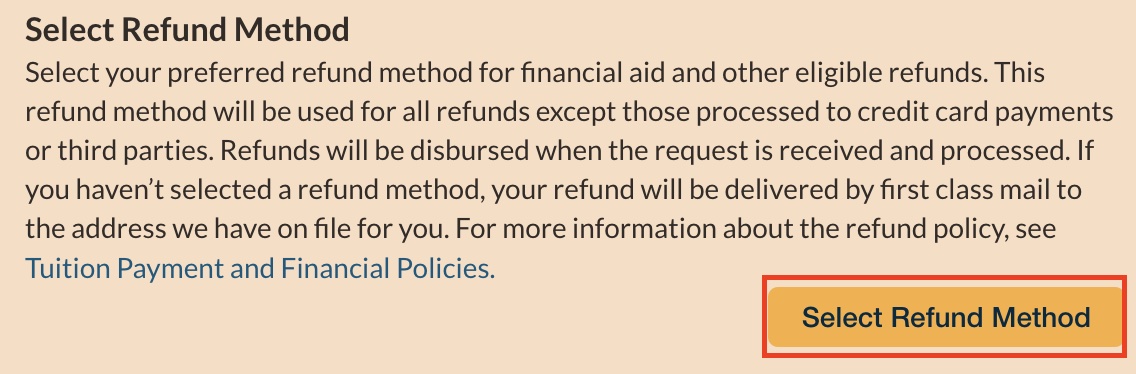 Select Refund Method
Select your preferred refund method for financial aid and other eligible refunds. This
refund method will be used for all refunds except those processed to credit card payments
or third parties. Refunds will be disbursed when the request is received and processed. If
you haven’t selected a refund method, your refund will be delivered by first class mail to
the address we have on file for you. For more information about the refund policy, see
Tuition Payment and Financial Policies.
Select Refund Method